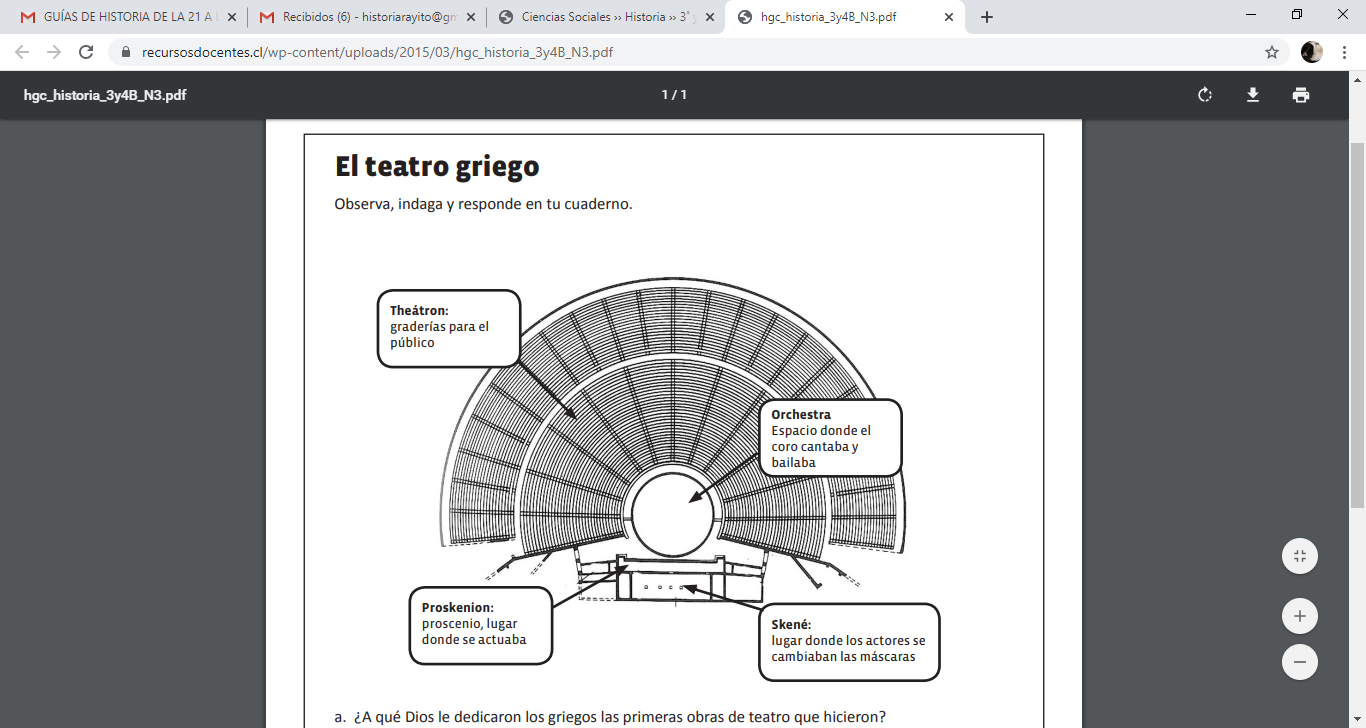 GUÍAS DE HISTORIA DE LA 21 A
Recibidos (6) - historiarayito@gm
Ciencias Sociales ›› Historia ›› 3°
hgc_historia_3y4B_N3.pdf
recursosdocentes.cl/wp-content/uploads/2015/03/hgc_historia_3y4B_N3.pdf
hgc_historia_3y4B_N3.pdf
1 / 1
El teatro griego
Observa, indaga y responde en tu cuaderno.
Theátron:
graderías para el
público
Orchestra
Espacio donde el
coro cantaba y
bailaba
Proskenion:
proscenio, lugar
donde se actuaba
Skené:
lugar donde los actores se
cambiaban las máscaras
a. ¿A qué Dios le dedicaron los griegos las primeras obras de teatro que hicieron?